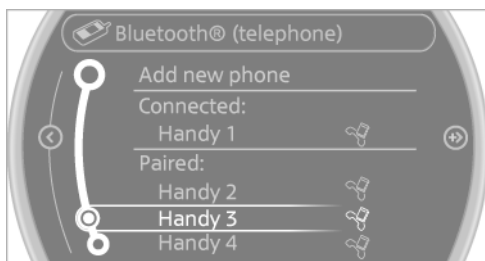 Bluetooth® (telephone)
Add new phone
Connected:
Handy 1
Paired:
Handy 2
Handy 3
Handy 4